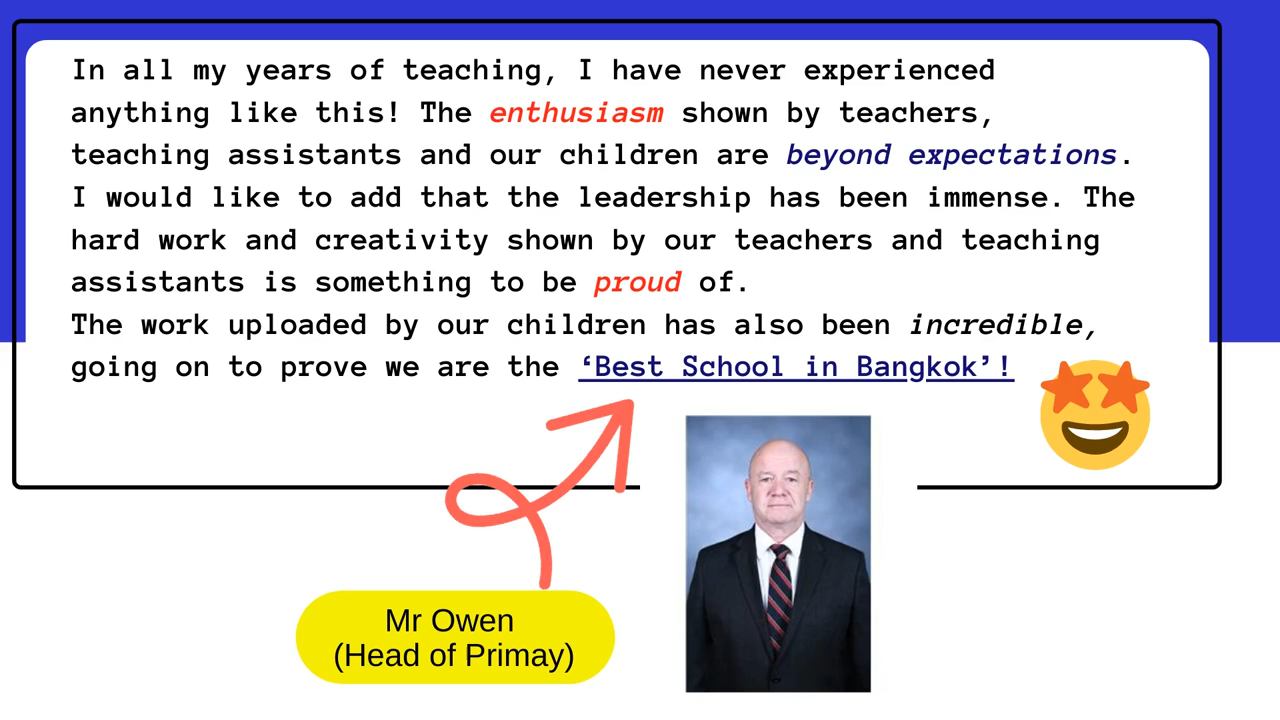 In all my years of teaching, I have never experienced
anything like this! The enthusiasm shown by teachers,
teaching assistants and our children are beyond expectations.
I would like to add that the leadership has been immense. The
hard work and creativity shown by our teachers and teaching
assistants is something to be proud of.
The work uploaded by our children has also been incredible,
going on to prove we are the ‘Best School in Bangkok’!
Mr Owen
(Head of Primay)